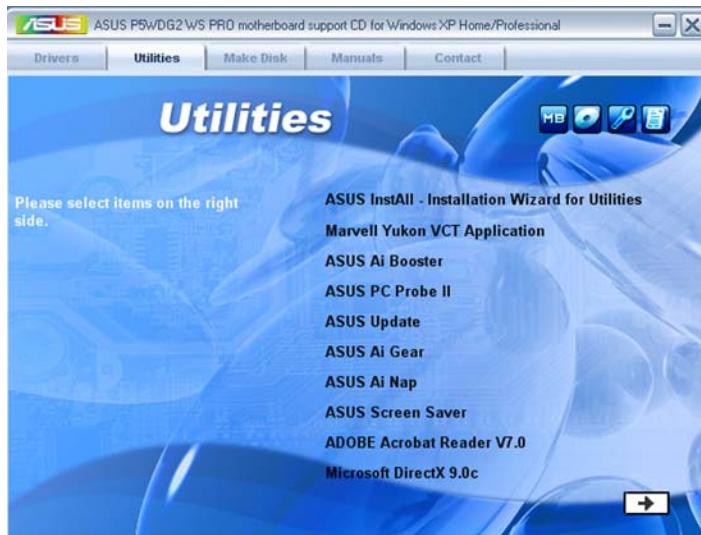 ASUS ASUS P5WDG2 WS PRO motherboard support CD for Windows XP Home/Professional
Drivers Utilities Make Disk Manuals Contact
Utilities
MB
Please select items on the right
side.
ASUS InstAll - Installation Wizard for Utilities
Marvell Yukon VCT Application
ASUS Ai Booster
ASUS PC Probe II
ASUS Update
ASUS Ai Gear
ASUS Ai Nap
ASUS Screen Saver
ADOBE Acrobat Reader V7.0
Microsoft DirectX 9.0c